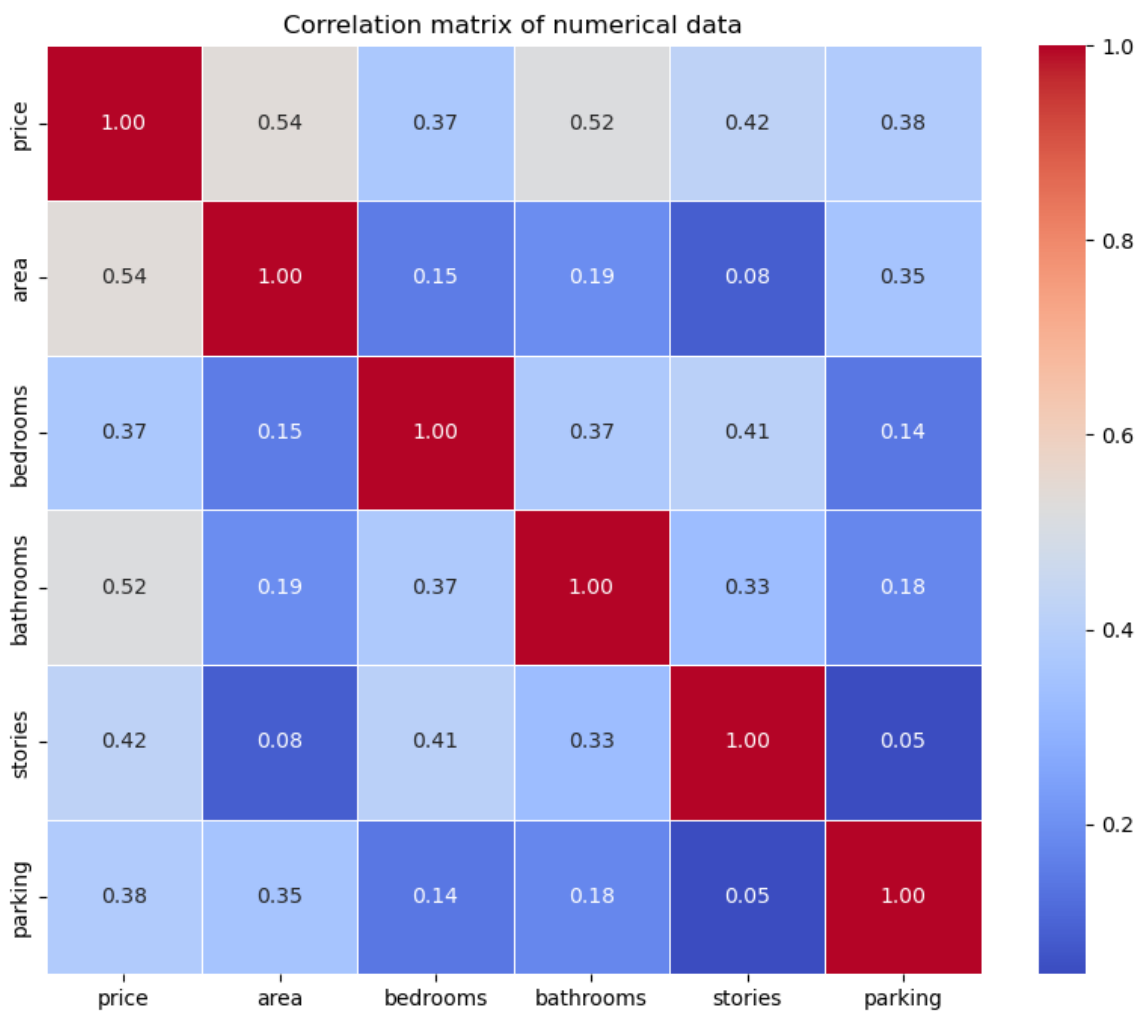 Correlation matrix of numerical data
price 1.00 0.54 0.37 0.52 0.42 0.38
area 0.54 1.00 0.15 0.19 0.08 0.35
bedrooms 0.37 0.15 1.00 0.37 0.41 0.14
bathrooms 0.52 0.19 0.37 1.00 0.33 0.18
stories 0.42 0.08 0.41 0.33 1.00 0.05
parking 0.38 0.35 0.14 0.18 0.05 1.00
price area bedrooms bathrooms stories parking
1.0
0.8
0.6
0.4
0.2